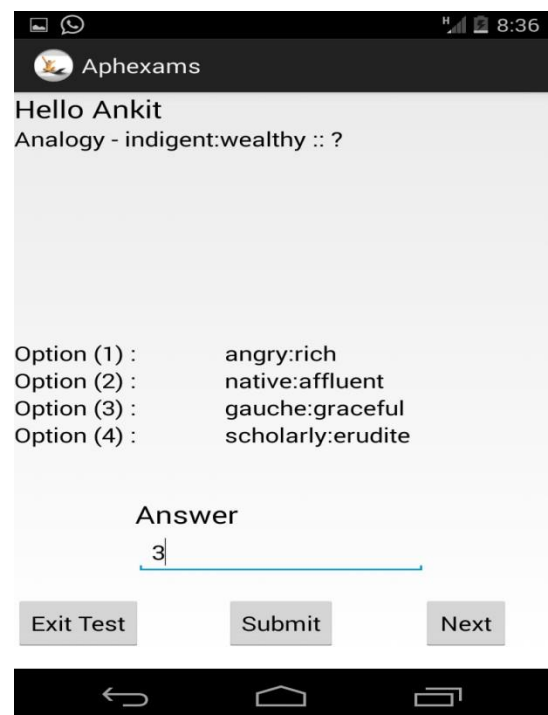 H 8:36
Aphexams
Hello Ankit
Analogy - indigent:wealthy :: ?
Option (1) : angry:rich
Option (2) : native:affluent
Option (3) : gauche:graceful
Option (4) : scholarly:erudite
Answer
3
Exit Test Submit Next